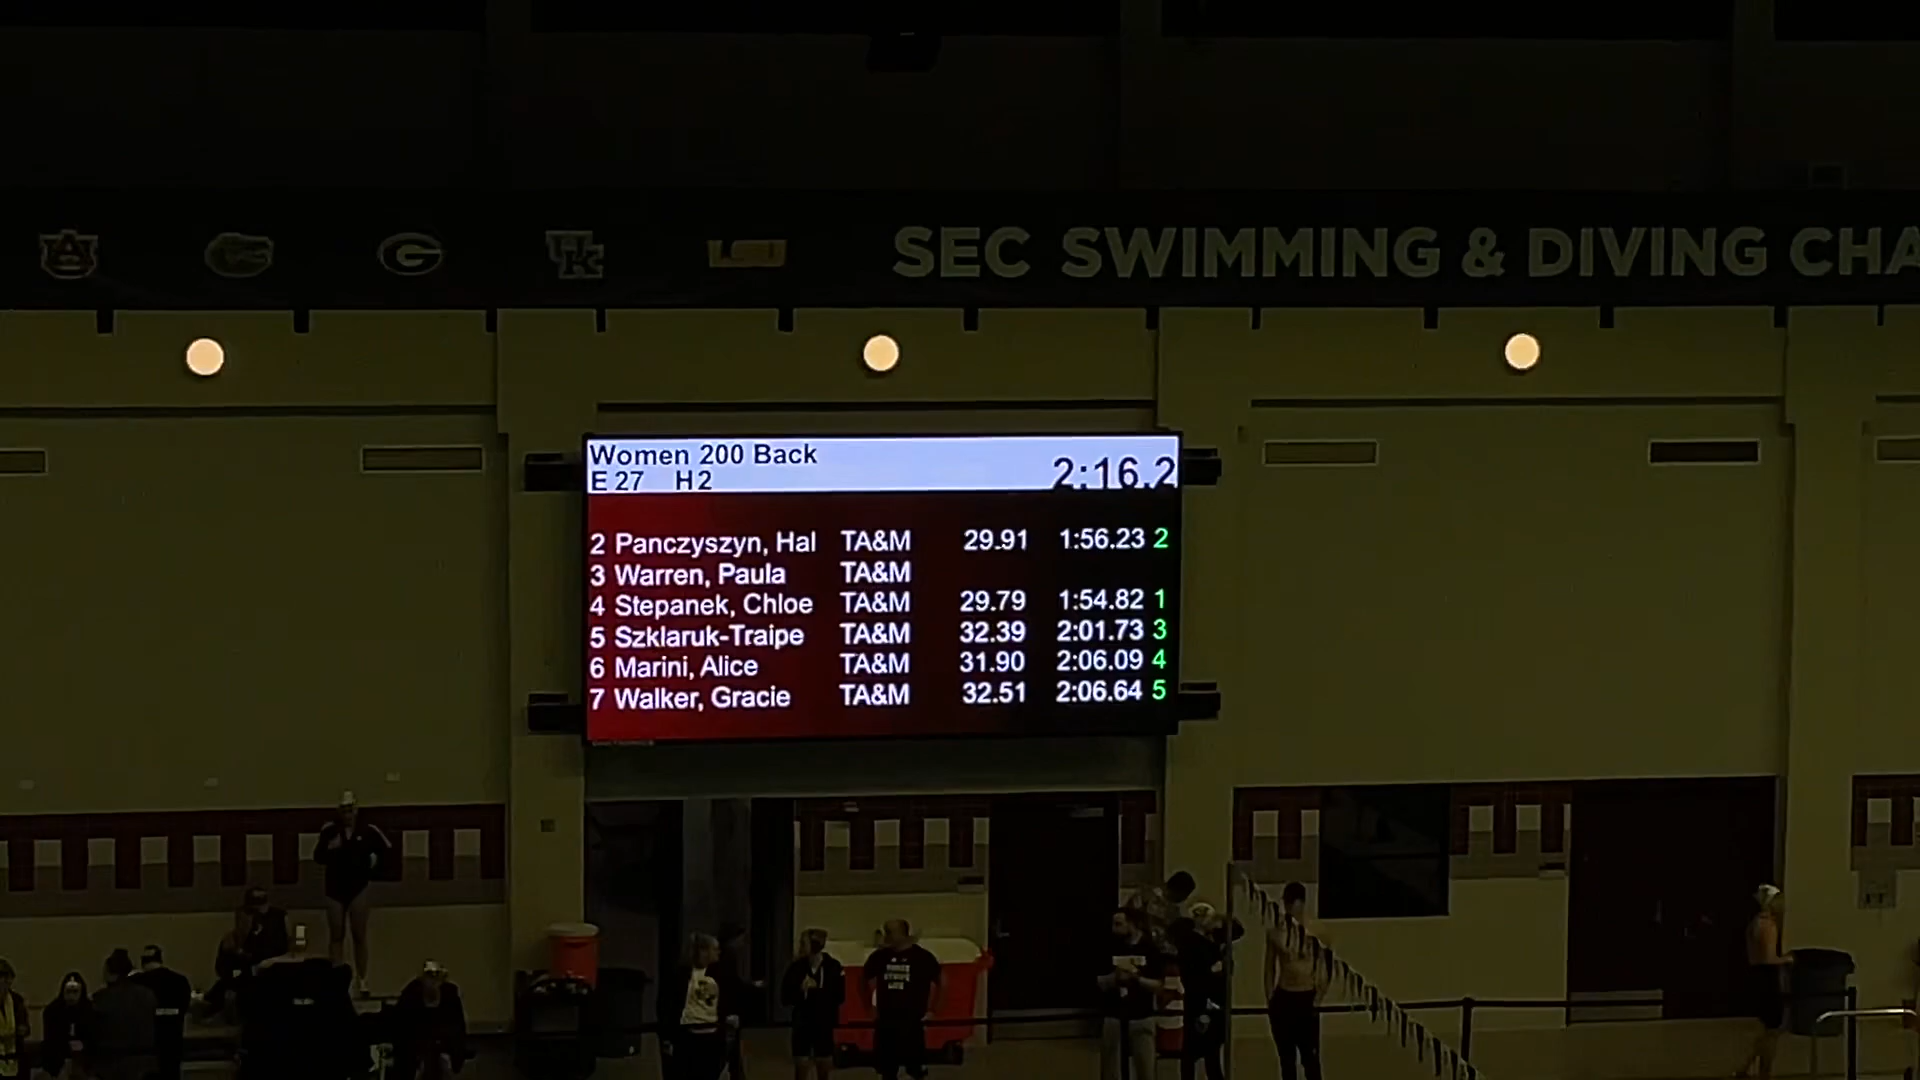 SEC SWIMMING & DIVING CHA
Women 200 Back
E 27 H 2 2:16.2
2 Panczyszyn, Hal TA&M 29.91 1:56.23 2
3 Warren, Paula TA&M
4 Stepanek, Chloe TA&M 29.79 1:54.82 1
5 Szklaruk-Traipe TA&M 32.39 2:01.73 3
6 Marini, Alice TA&M 31.90 2:06.09 4
7 Walker, Gracie TA&M 32.51 2:06.64 5